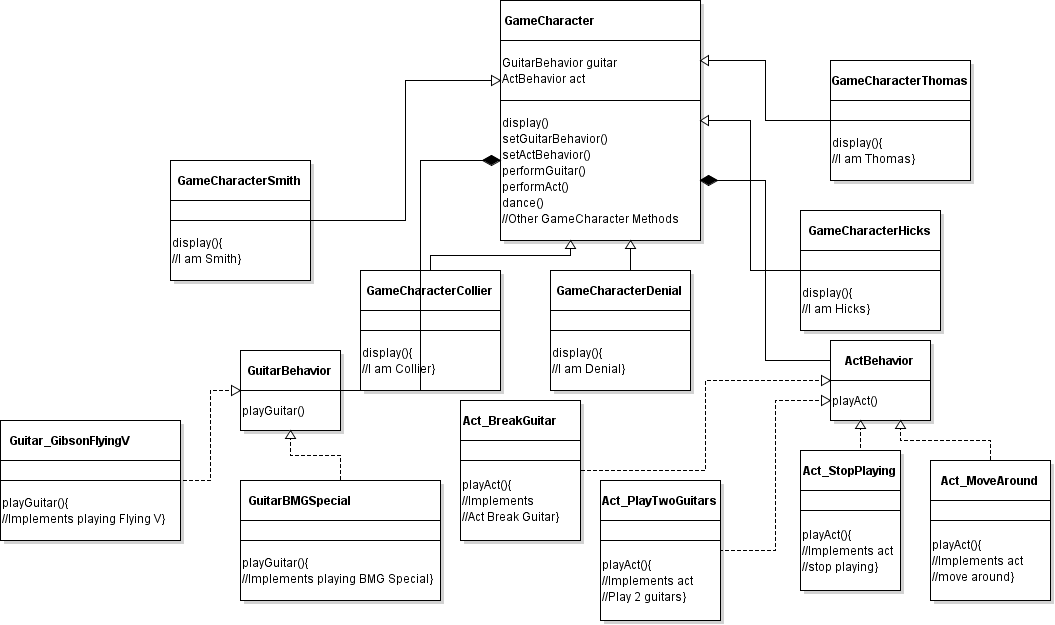 GameCharacter
GuitarBehavior guitar
ActBehavior act
display()
setGuitarBehavior()
setActBehavior()
performGuitar()
performAct()
dance()
//Other GameCharacter Methods
GameCharacterThomas
display(){
//I am Thomas}
GameCharacterSmith
display(){
//I am Smith}
GameCharacterHicks
display(){
//I am Hicks}
GameCharacterCollier
display(){
//I am Collier}
GameCharacterDenial
display(){
//I am Denial}
GuitarBehavior
playGuitar()
ActBehavior
playAct()
Guitar_GibsonFlyingV
playGuitar(){
//Implements playing Flying V}
GuitarBMGSpecial
playGuitar(){
//Implements playing BMG Special}
Act_BreakGuitar
playAct(){
//Implements
//Act Break Guitar}
Act_PlayTwoGuitars
playAct(){
//Implements act
//Play 2 guitars}
Act_StopPlaying
playAct(){
//Implements act
//stop playing}
Act_MoveAround
playAct(){
//Implements act
//move around}